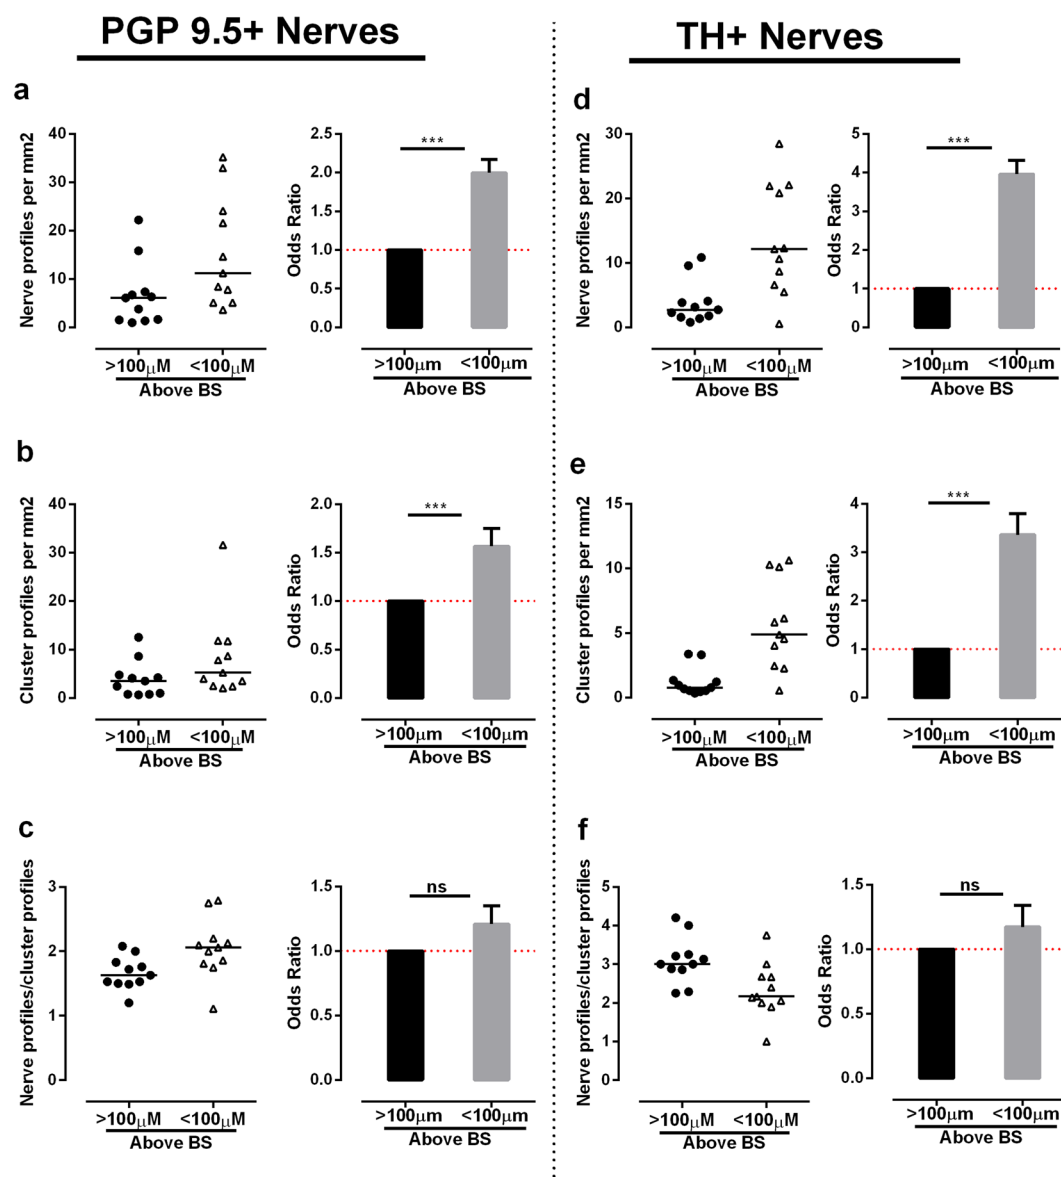 PGP 9.5+ Nerves
a
Nerve profiles per mm2
40
30
20
10
0
>100μM <100μM
Above BS
Odds Ratio
2.5
2.0
1.5
1.0
0.5
0.0
***
>100μm <100μm
Above BS
b
Cluster profiles per mm2
40
30
20
10
0
>100μM <100μM
Above BS
Odds Ratio
2.0
1.5
1.0
0.5
0.0
***
>100μm <100μm
Above BS
c
Nerve profiles/cluster profiles
3
2
1
0
>100μM <100μM
Above BS
Odds Ratio
1.5
1.0
0.5
0.0
ns
>100μm <100μm
Above BS
TH+ Nerves
d
Nerve profiles per mm2
30
20
10
0
>100μM <100μM
Above BS
Odds Ratio
5
4
3
2
1
0
***
>100μm <100μm
Above BS
e
Cluster profiles per mm2
15
10
5
0
>100μM <100μM
Above BS
Odds Ratio
4
3
2
1
0
***
>100μm <100μm
Above BS
f
Nerve profiles/cluster profiles
5
4
3
2
1
0
>100μM <100μM
Above BS
Odds Ratio
1.5
1.0
0.5
0.0
ns
>100μm <100μm
Above BS